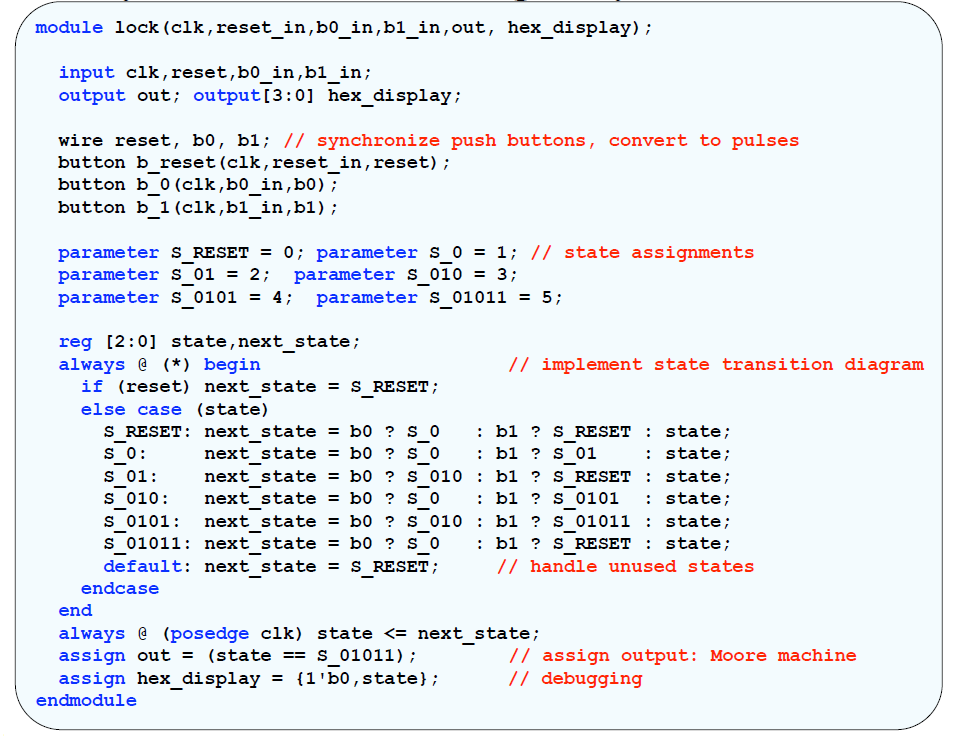 module lock(clk,reset_in,b0_in,b1_in,out, hex_display);
input clk,reset,b0_in,b1_in;
output out; output[3:0] hex_display;
wire reset, b0, b1; // synchronize push buttons, convert to pulses
button b_reset(clk,reset_in,reset);
button b_0(clk,b0_in,b0);
button b_1(clk,b1_in,b1);
parameter S_RESET = 0; parameter S_0 = 1; // state assignments
parameter S_01 = 2; parameter S_010 = 3;
parameter S_0101 = 4; parameter S_01011 = 5;
reg [2:0] state,next_state;
always @ (*) begin // implement state transition diagram
if (reset) next_state = S_RESET;
else case (state)
S_RESET: next_state = b0 ? S_0 : b1 ? S_RESET : state;
S_0: next_state = b0 ? S_0 : b1 ? S_01 : state;
S_01: next_state = b0 ? S_010 : b1 ? S_RESET : state;
S_010: next_state = b0 ? S_0 : b1 ? S_0101 : state;
S_0101: next_state = b0 ? S_010 : b1 ? S_01011 : state;
S_01011: next_state = b0 ? S_0 : b1 ? S_RESET : state;
default: next_state = S_RESET; // handle unused states
endcase
end
always @ (posedge clk) state <= next_state;
assign out = (state == S_01011); // assign output: Moore machine
assign hex_display = {1'b0,state}; // debugging
endmodule